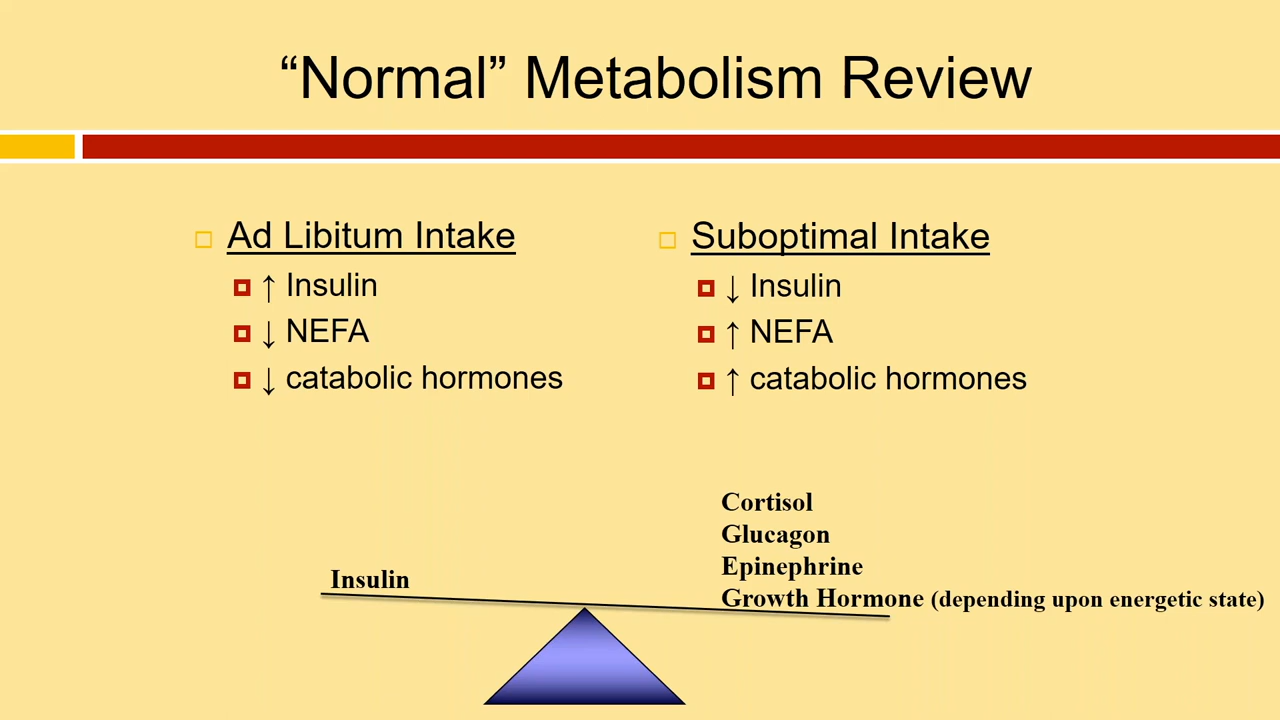 “Normal” Metabolism Review
Ad Libitum Intake
↑ Insulin
↓ NEFA
↓ catabolic hormones
Suboptimal Intake
↓ Insulin
↑ NEFA
↑ catabolic hormones
Cortisol
Glucagon
Epinephrine
Growth Hormone (depending upon energetic state)
Insulin